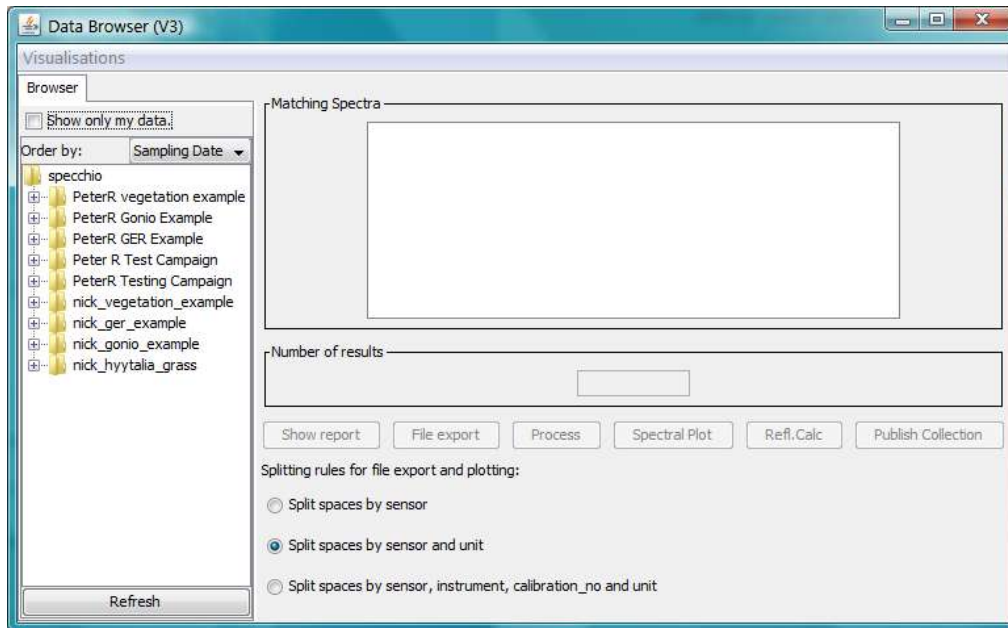 Data Browser (V3)
Visualisations
Browser
Show only my data.
Order by: Sampling Date
specchio
PeterR vegetation example
PeterR Gonio Example
PeterR GER Example
Peter R Test Campaign
PeterR Testing Campaign
nick_vegetation_example
nick_ger_example
nick_gonio_example
nick_hyytalia_grass
Refresh
Matching Spectra
Number of results
Show report File export Process Spectral Plot Refl.Calc Publish Collection
Splitting rules for file export and plotting:
Split spaces by sensor
Split spaces by sensor and unit
Split spaces by sensor, instrument, calibration_no and unit